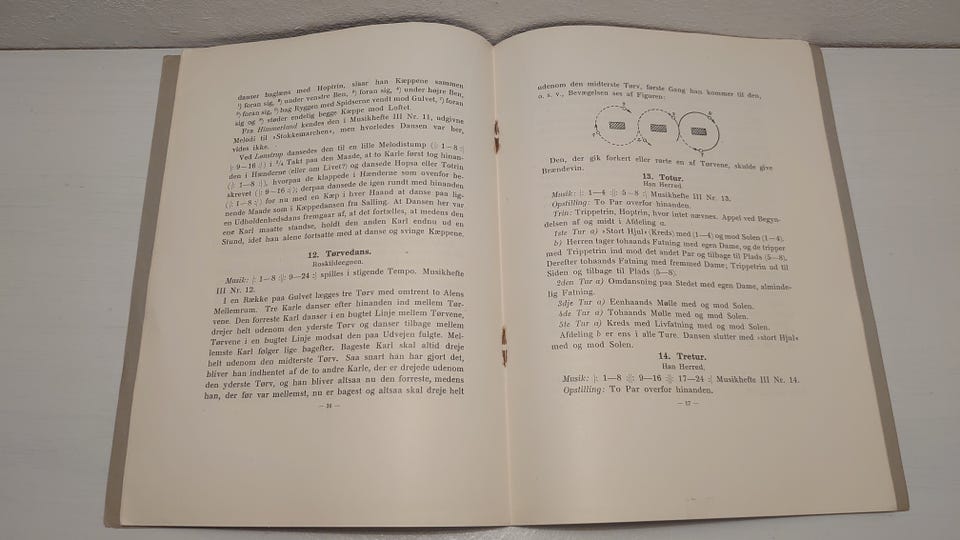 danser baglæns med Hoptrin, slaar han Kæppene sammen
¹) foran sig, ²) under venstre Ben, ³) foran sig, ⁴) under højre Ben,
⁵) foran sig, ⁶) bag Ryggen med Spidserne vendt mod Gulvet, ⁷) foran
sig og ⁸) støder endelig begge Kæppe mod Loftet.
Fra Himmerland kendes den i Musikhefte III Nr. 11, udgivne
Melodi til »Stokkemarchen«, men hvorledes Dansen var her,
vides ikke.
Ved Lønstrup dansedes den til en lille Melodistump (|: 1—8 :|
|: 9—16 :|) i ²/₄ Takt paa den Maade, at to Karle først tog hinan-
den i Hænderne (eller om Livet?) og dansede Hopsa eller Totrin
(|: 1—8 :|), hvorpaa de klappede i Hænderne som ovenfor be-
skrevet (|: 9—16 :|); derpaa dansede de igen rundt med hinanden
(|: 1—8 :|) for nu med en Kæp i hver Haand at danse paa lig-
nende Maade som i Kæppedansen fra Salling. At Dansen her var
en Udholdenhedsdans fremgaar af, at det fortælles, at medens den
ene Karl maatte standse, holdt den anden Karl endnu ud en
Stund, idet han alene fortsatte med at danse og svinge Kæppene.
12. Tørvedans.
Roskildeegnen.
Musik: |: 1—8 :|: 9—24 :| spilles i stigende Tempo. Musikhefte
III Nr. 12.
I en Række paa Gulvet lægges tre Tørv med omtrent to Alens
Mellemrum. Tre Karle danser efter hinanden ind mellem Tør-
vene. Den forreste Karl danser i en bugtet Linje mellem Tørvene,
drejer helt udenom den yderste Tørv og danser tilbage mellem
Tørvene i en bugtet Linje modsat den paa Udvejen fulgte. Mel-
lemste Karl følger lige bagefter. Bageste Karl skal altid dreje
helt udenom den midterste Tørv. Saa snart han har gjort det,
bliver han indhentet af de to andre Karle, der er drejede udenom
den yderste Tørv, og han bliver altsaa nu den forreste, medens
han, der før var mellemst, nu er bagest og altsaa skal dreje helt
— 16 —
udenom den midterste Tørv, første Gang han kommer til den,
o. s. v., Bevægelsen ses af Figuren:
Den, der gik forkert eller rørte en af Tørvene, skulde give
Brændevin.
13. Totur.
Han Herred.
Musik: |: 1—4 :|: 5—8 :| Musikhefte III Nr. 13.
Opstilling: To Par overfor hinanden.
Trin: Trippetrin, Hoptrin, hvor intet nævnes. Appel ved Begyn-
delsen af og midt i Afdeling a.
1ste Tur a) »Stort Hjul« (Kreds) med (1—4) og mod Solen (1—4).
b) Herren tager tohaands Fatning med egen Dame, og de tripper
med Trippetrin ind mod det andet Par og tilbage til Plads (5—8).
Derefter tohaands Fatning med fremmed Dame; Trippetrin ud til
Siden og tilbage til Plads (5—8).
2den Tur a) Omdansning paa Stedet med egen Dame, alminde-
lig Fatning.
3dje Tur a) Eenhaands Mølle med og mod Solen.
4de Tur a) Tohaands Mølle med og mod Solen.
5te Tur a) Kreds med Livfatning med og mod Solen.
Afdeling b er ens i alle Ture. Dansen slutter med »stort Hjul«
med og mod Solen.
14. Tretur.
Han Herred.
Musik: |: 1—8 :|: 9—16 :|: 17—24 :| Musikhefte III Nr. 14.
Opstilling: To Par overfor hinanden.
— 17 —